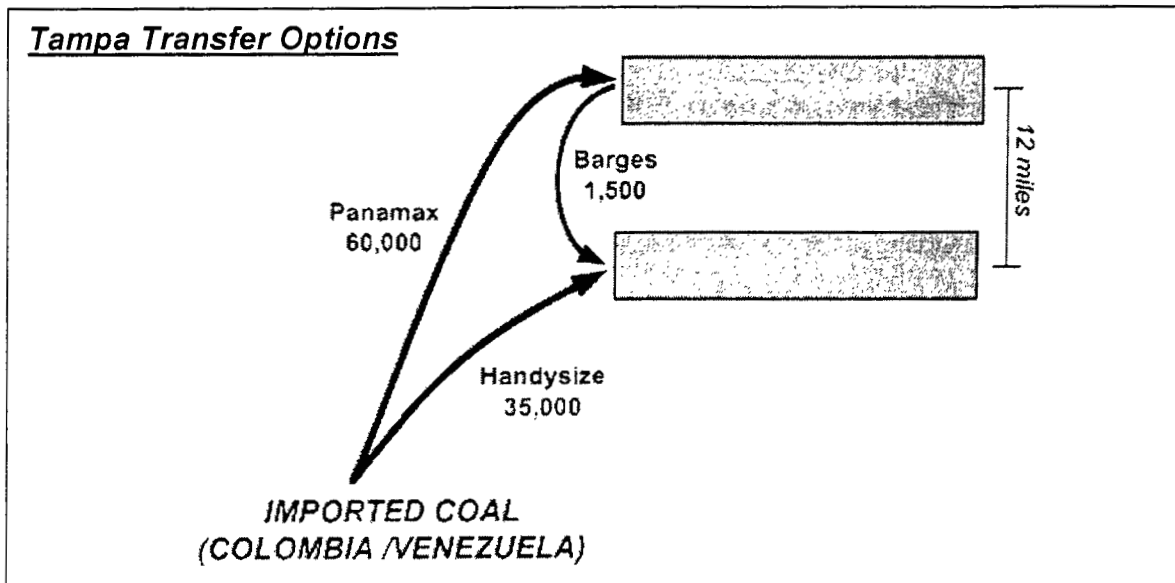 Tampa Transfer Options
Barges
1,500
12 miles
Panamax
60,000
Handysize
35,000
IMPORTED COAL
(COLOMBIA /VENEZUELA)